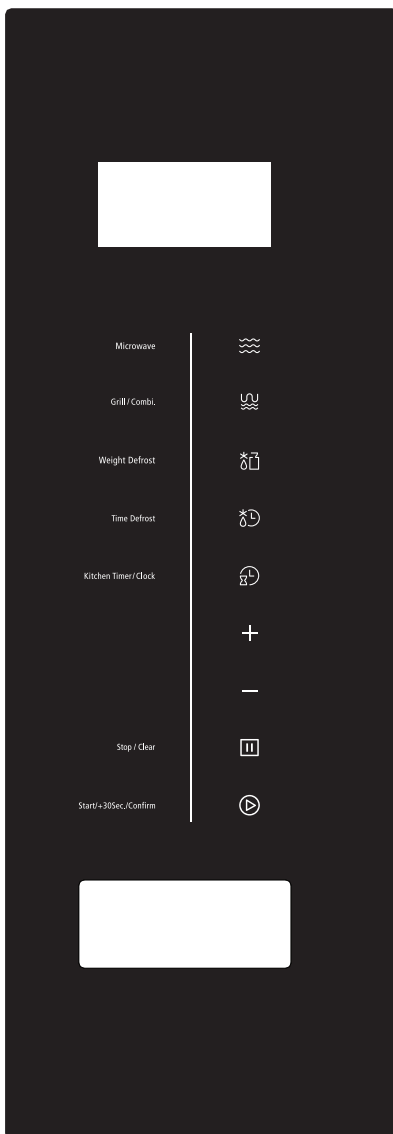 Microwave
Grill / Combi.
Weight Defrost
Time Defrost
Kitchen Timer/Clock
+
−
Stop / Clear
Start/+30Sec./Confirm